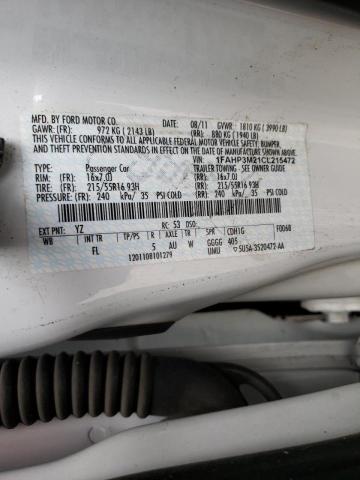 MFD. BY FORD MOTOR CO.
08/11 GVWR: 1810 KG ( 3990 LB)
GAWR: (FR): 972 KG ( 2143 LB) (RR): 880 KG ( 1940 LB)
THIS VEHICLE CONFORMS TO ALL APPLICABLE FEDERAL MOTOR
VEHICLE SAFETY, BUMPER, AND THEFT PREVENTION STANDARDS IN
EFFECT ON THE DATE OF MANUFACTURE SHOWN ABOVE.
VIN: 1FAHP3M21CL215472
TYPE: Passenger Car TIRE/WHEEL INFO-SEE OWNER GUIDE
RIM: (FR): 16x7.0J (RR): 16x7.0J
TIRE: (FR): 215/55R16 93H (RR): 215/55R16 93H
PRESSURE: (FR): 240 kPa/ 35 PSI COLD (RR): 240 kPa/ 35 PSI COLD
EXT PNT: YZ RC: 53 DSO: CDH1G F0068
WB INT TR TP/PS R AXLE TR SPR
FL 5 AU W GGGG 405
1201108101279 UMU 5U5A-3520472-AA